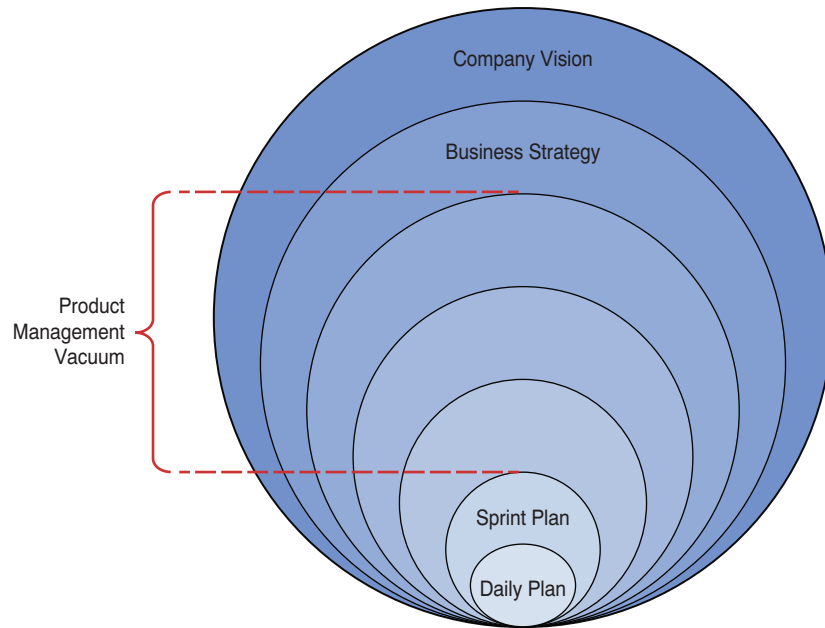 Company Vision
Business Strategy
Product
Management
Vacuum
Sprint Plan
Daily Plan